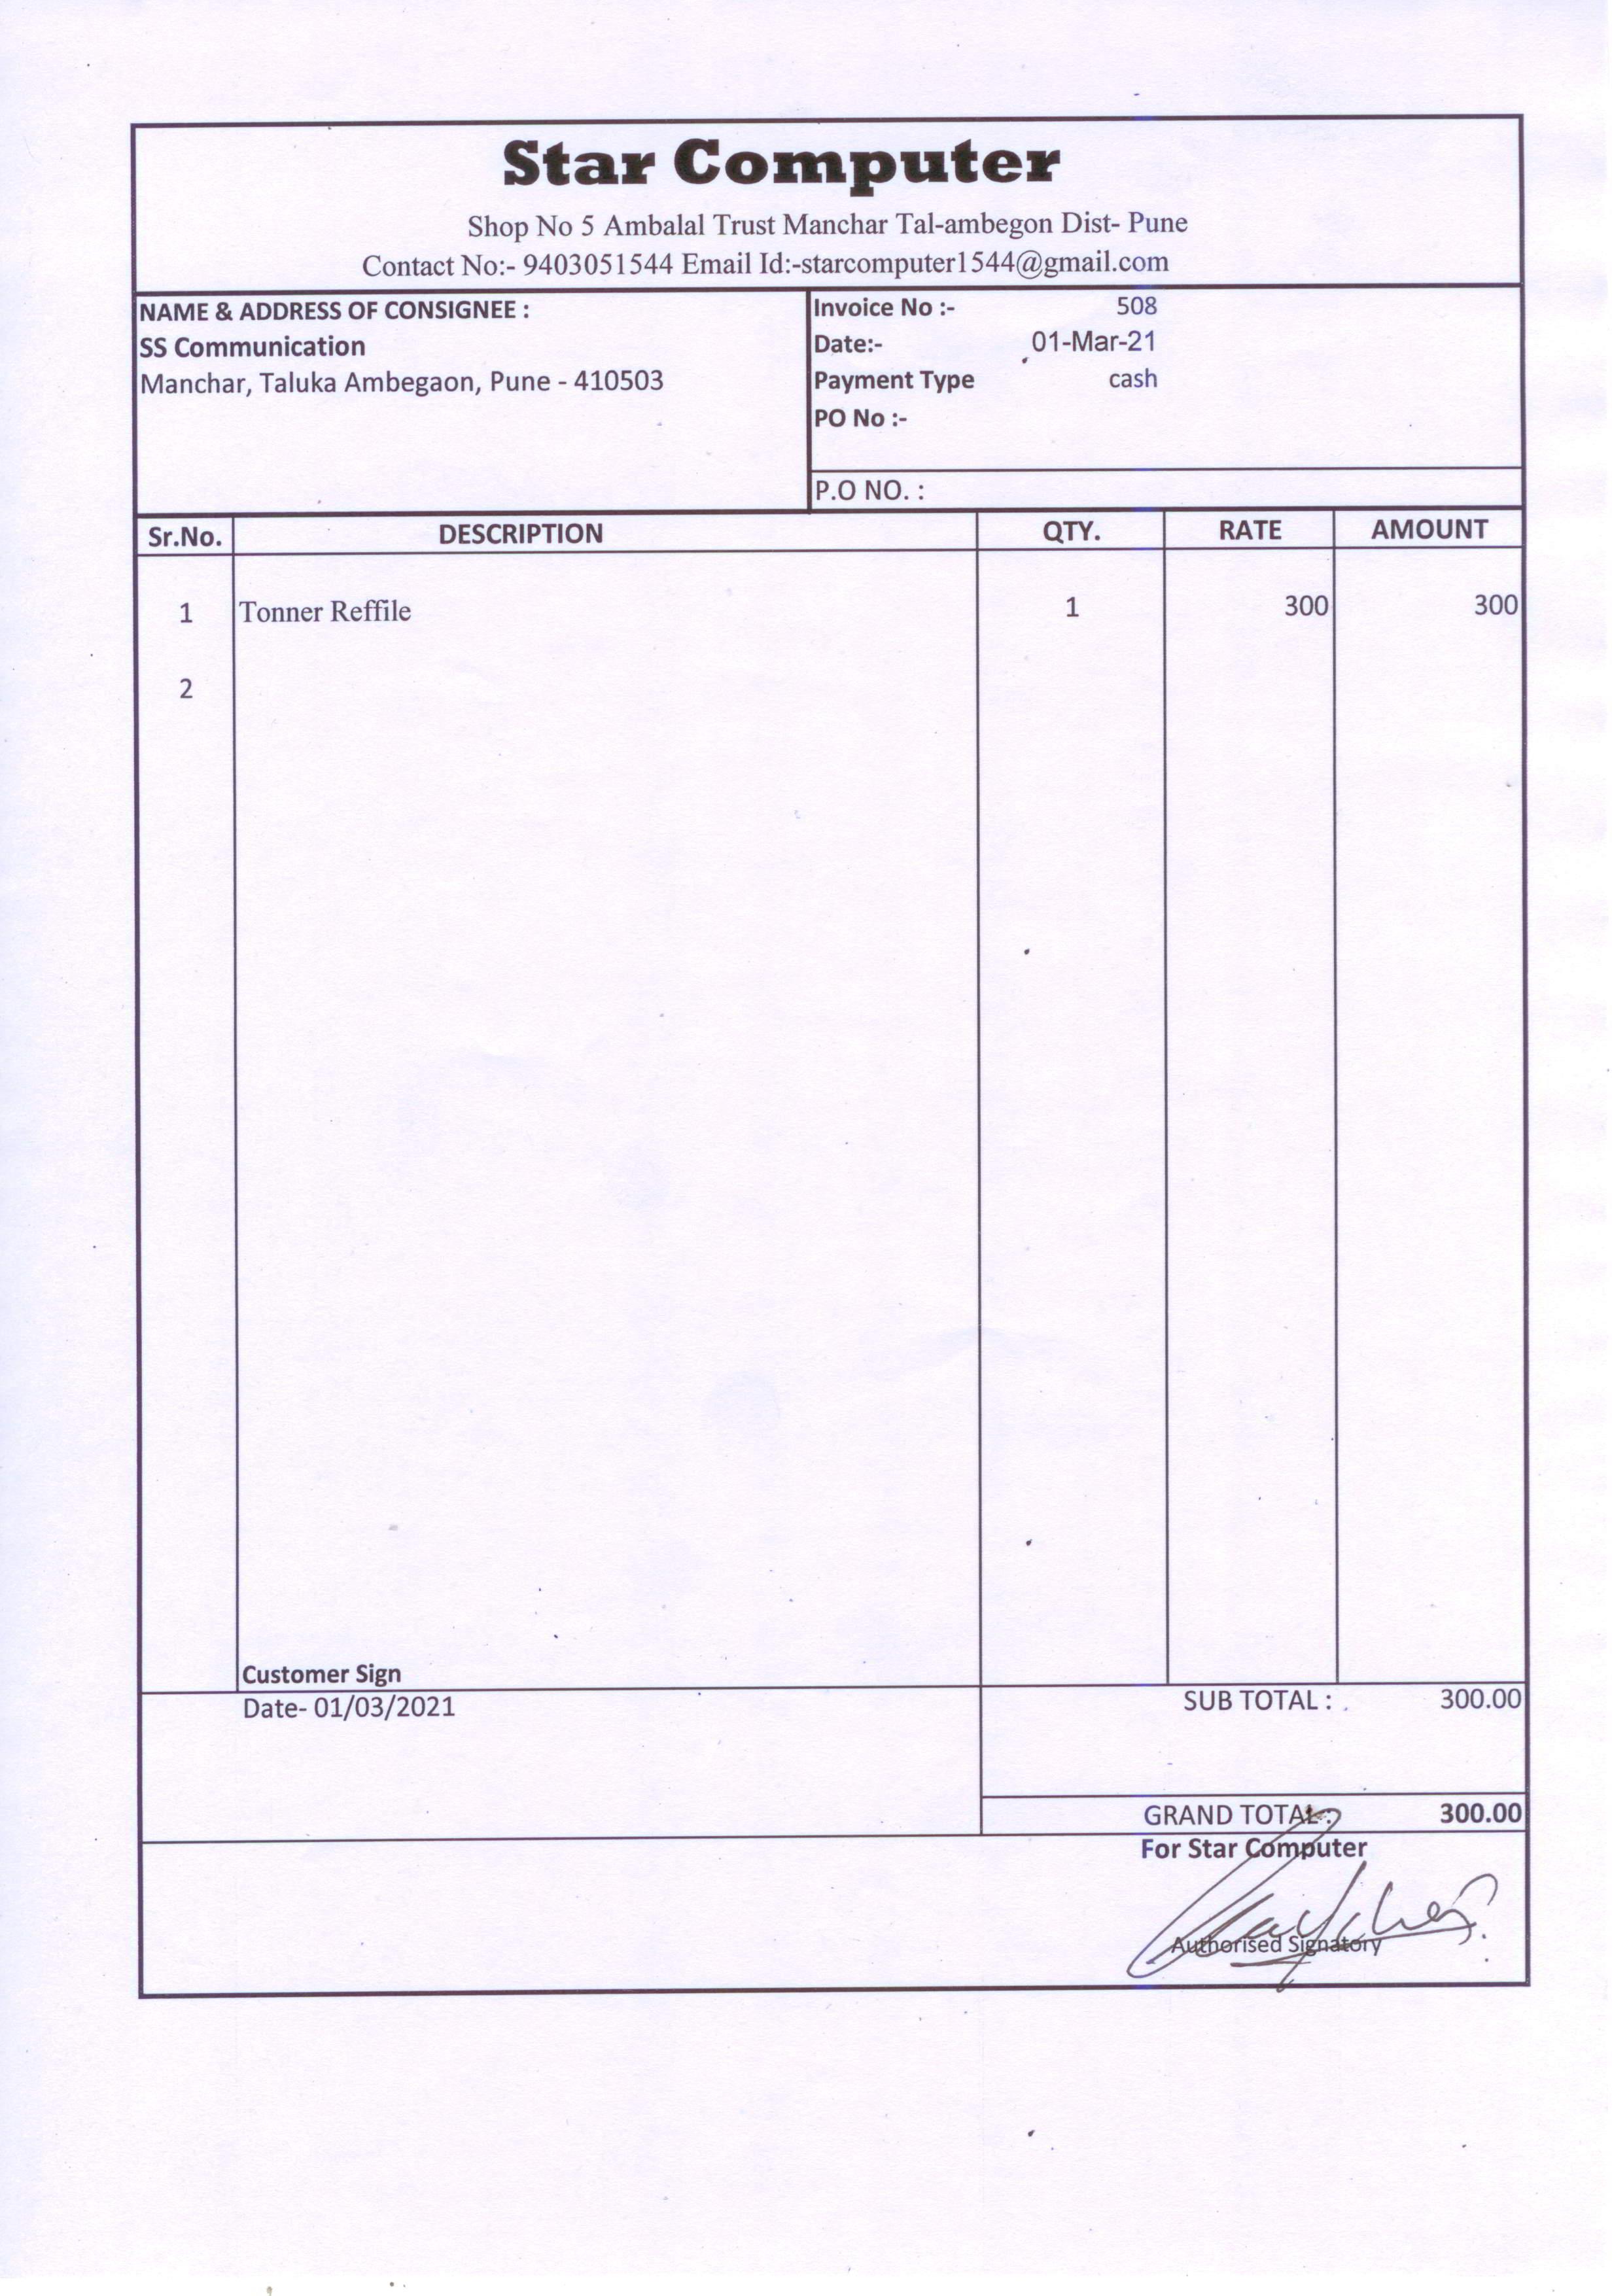 Star Computer
Shop No 5 Ambalal Trust Manchar Tal-ambegon Dist- Pune
Contact No:- 9403051544 Email Id:-starcomputer1544@gmail.com
NAME & ADDRESS OF CONSIGNEE :
SS Communication
Manchar, Taluka Ambegaon, Pune - 410503
Invoice No :- 508
Date:- 01-Mar-21
Payment Type cash
PO No :-
P.O NO. :
Sr.No. DESCRIPTION QTY. RATE AMOUNT
1 Tonner Reffile 1 300 300
2
Customer Sign
Date- 01/03/2021
SUB TOTAL : 300.00
GRAND TOTAL : 300.00
For Star Computer
Authorised Signatory